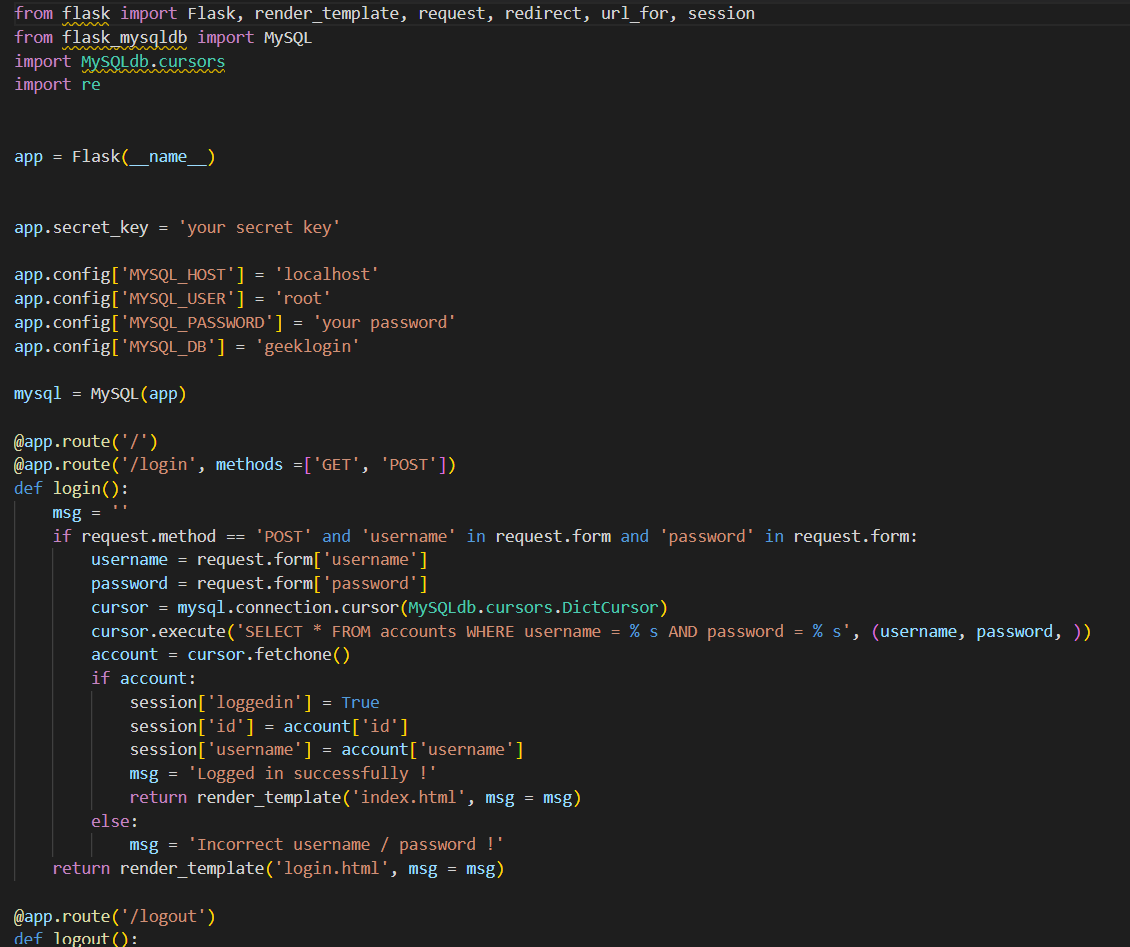 from flask import Flask, render_template, request, redirect, url_for, session
from flask_mysqldb import MySQL
import MySQLdb.cursors
import re
app = Flask(__name__)
app.secret_key = 'your secret key'
app.config['MYSQL_HOST'] = 'localhost'
app.config['MYSQL_USER'] = 'root'
app.config['MYSQL_PASSWORD'] = 'your password'
app.config['MYSQL_DB'] = 'geeklogin'
mysql = MySQL(app)
@app.route('/')
@app.route('/login', methods =['GET', 'POST'])
def login():
    msg = ''
    if request.method == 'POST' and 'username' in request.form and 'password' in request.form:
        username = request.form['username']
        password = request.form['password']
        cursor = mysql.connection.cursor(MySQLdb.cursors.DictCursor)
        cursor.execute('SELECT * FROM accounts WHERE username = % s AND password = % s', (username, password, ))
        account = cursor.fetchone()
        if account:
            session['loggedin'] = True
            session['id'] = account['id']
            session['username'] = account['username']
            msg = 'Logged in successfully !'
            return render_template('index.html', msg = msg)
        else:
            msg = 'Incorrect username / password !'
    return render_template('login.html', msg = msg)
@app.route('/logout')
def logout():